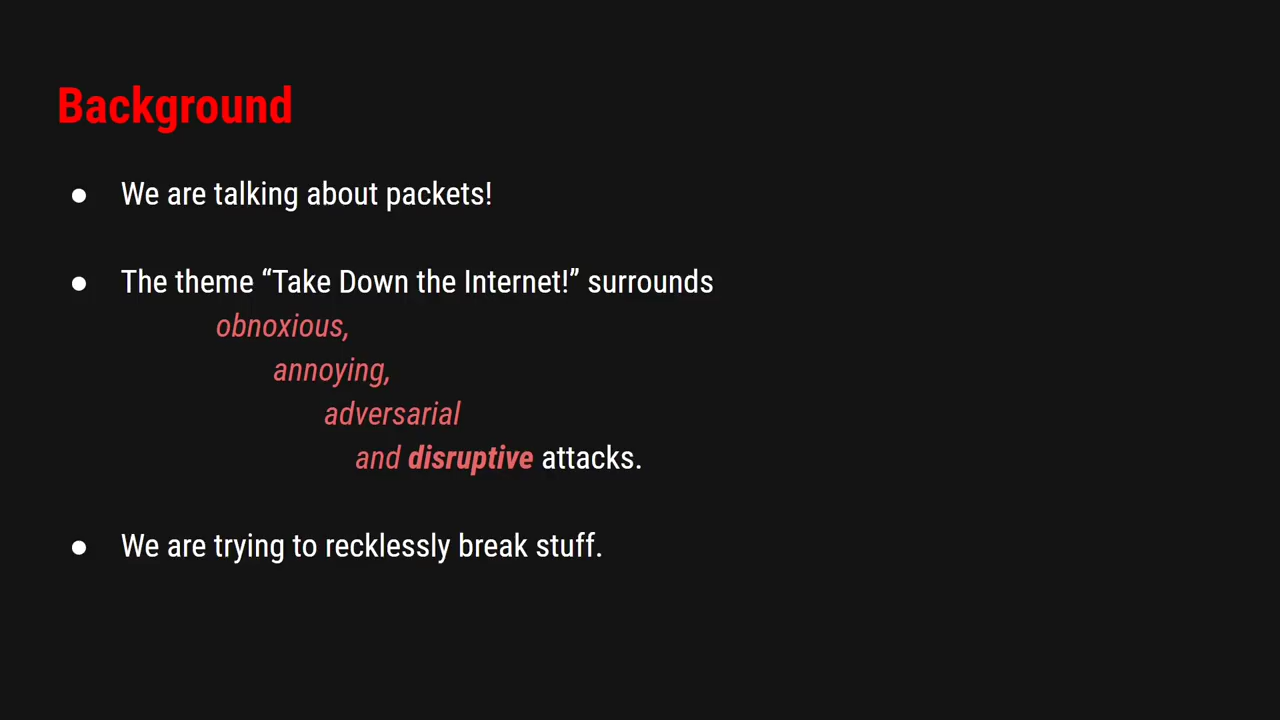 Background
● We are talking about packets!
● The theme “Take Down the Internet!” surrounds
obnoxious,
annoying,
adversarial
and disruptive attacks.
● We are trying to recklessly break stuff.